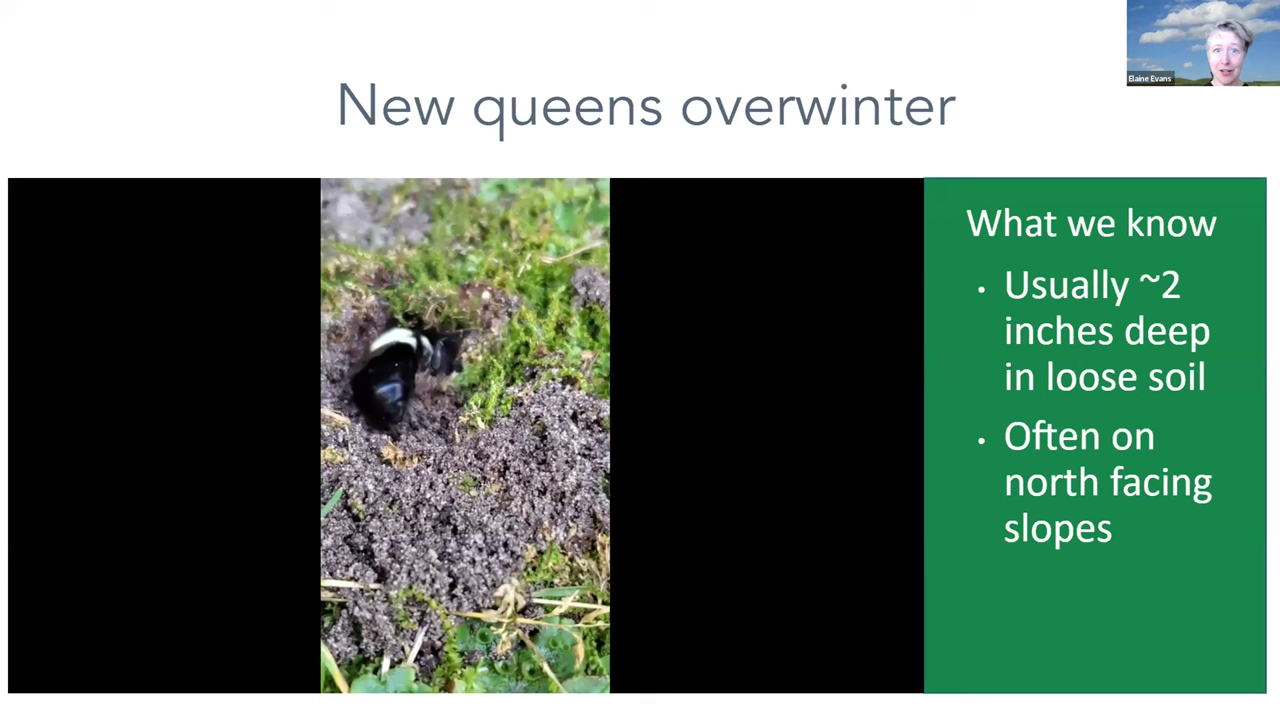 Elaine Evans
New queens overwinter
What we know
• Usually ~2
inches deep
in loose soil
• Often on
north facing
slopes